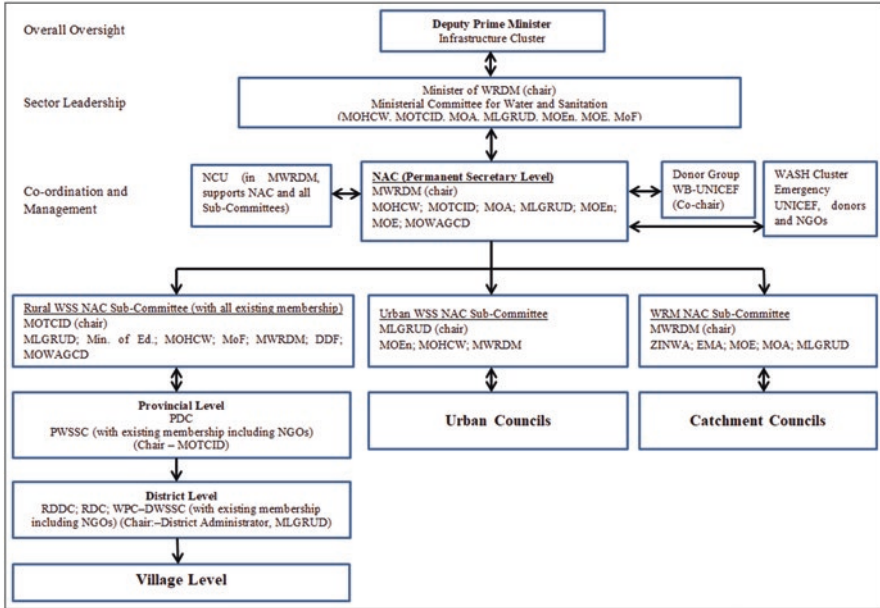 Overall Oversight
Deputy Prime Minister
Infrastructure Cluster
Sector Leadership
Minister of WRDM (chair)
Ministerial Committee for Water and Sanitation
(MOHCW, MOTCID, MOA, MLGRUD, MOEn, MOE, MoF)
Co-ordination and
Management
NCU (in MWRDM,
supports NAC and all
Sub-Committees)
NAC (Permanent Secretary Level)
MWRDM (chair)
MOHCW; MOTCID; MOA; MLGRUD; MOEn;
MOE; MOWAGCD
Donor Group
WB-UNICEF
(Co-chair)
WASH Cluster
Emergency
UNICEF, donors
and NGOs
Rural WSS NAC Sub-Committee (with all existing membership)
MOTCID (chair)
MLGRUD; Min. of Ed.; MOHCW; MoF; MWRDM; DDF;
MOWAGCD
Urban WSS NAC Sub-Committee
MLGRUD (chair)
MOEn; MOHCW; MWRDM
WRM NAC Sub-Committee
MWRDM (chair)
ZINWA; EMA; MOE; MOA; MLGRUD
Provincial Level
PDC
PWSSC (with existing membership including NGOs)
(Chair – MOTCID)
Urban Councils
Catchment Councils
District Level
RDDC; RDC; WPC–DWSSC (with existing membership
including NGOs) (Chair:–District Administrator, MLGRUD)
Village Level